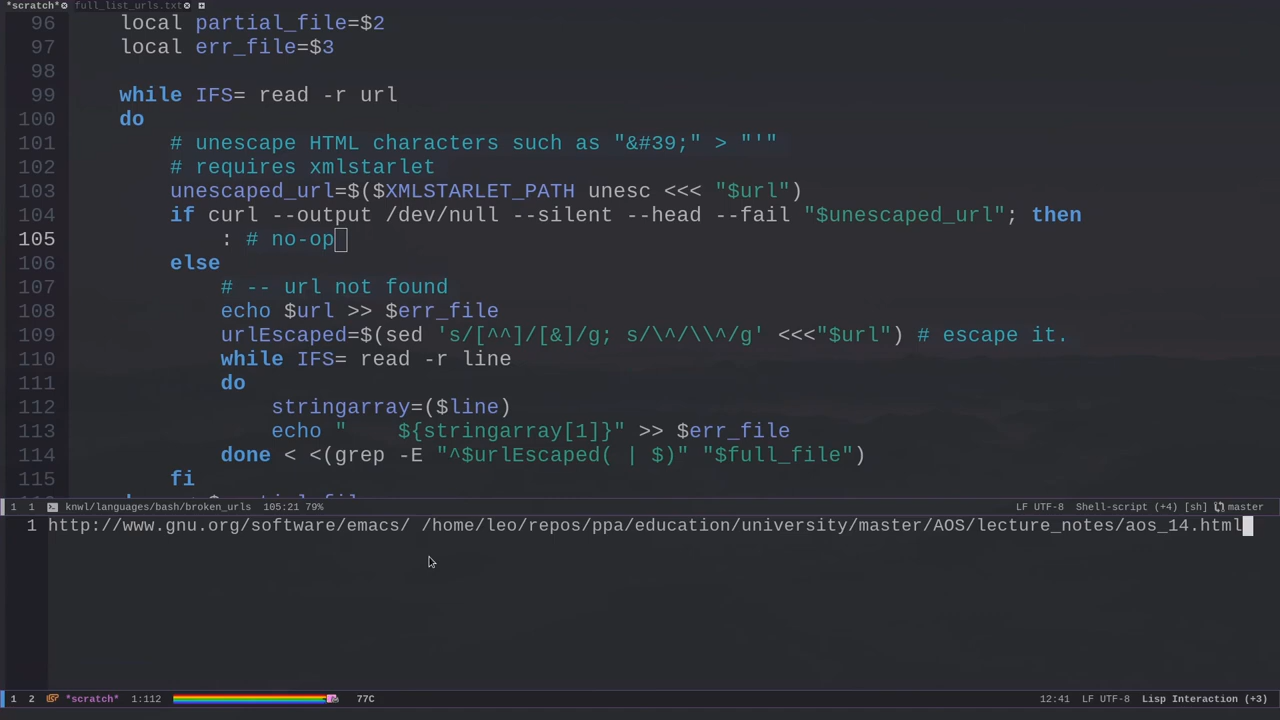 *scratch* full_list_urls.txt
96 local partial_file=$2
97 local err_file=$3
98
99 while IFS= read -r url
100 do
101 # unescape HTML characters such as "&#39;" > "'"
102 # requires xmlstarlet
103 unescaped_url=$($XMLSTARLET_PATH unesc <<< "$url")
104 if curl --output /dev/null --silent --head --fail "$unescaped_url"; then
105 : # no-op
106 else
107 # -- url not found
108 echo $url >> $err_file
109 urlEscaped=$(sed 's/[^^]/[&]/g; s/\^/\\^/g' <<<"$url") # escape it.
110 while IFS= read -r line
111 do
112 stringarray=($line)
113 echo "    ${stringarray[1]}" >> $err_file
114 done < <(grep -E "^$urlEscaped( | $)" "$full_file")
115 fi
1 1 knwl/languages/bash/broken_urls 105:21 79% LF UTF-8 Shell-script (+4) [sh] master
1 http://www.gnu.org/software/emacs/ /home/leo/repos/ppa/education/university/master/AOS/lecture_notes/aos_14.html
1 2 *scratch* 1:112 77C 12:41 LF UTF-8 Lisp Interaction (+3)